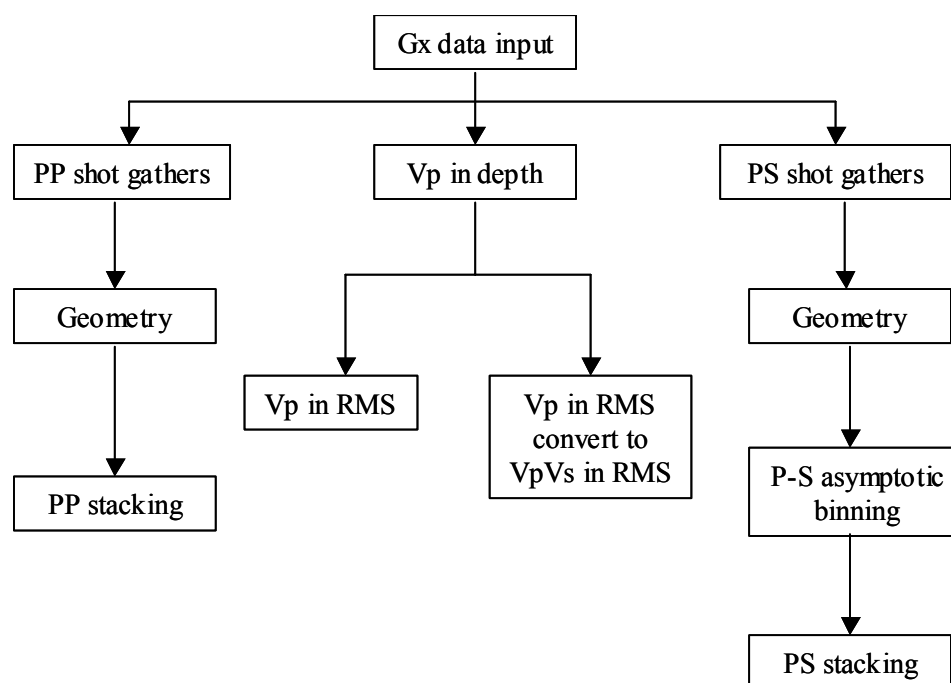 Gx data input
PP shot gathers
Vp in depth
PS shot gathers
Geometry
Geometry
Vp in RMS
Vp in RMS
convert to
VpVs in RMS
PP stacking
P-S asymptotic
binning
PS stacking